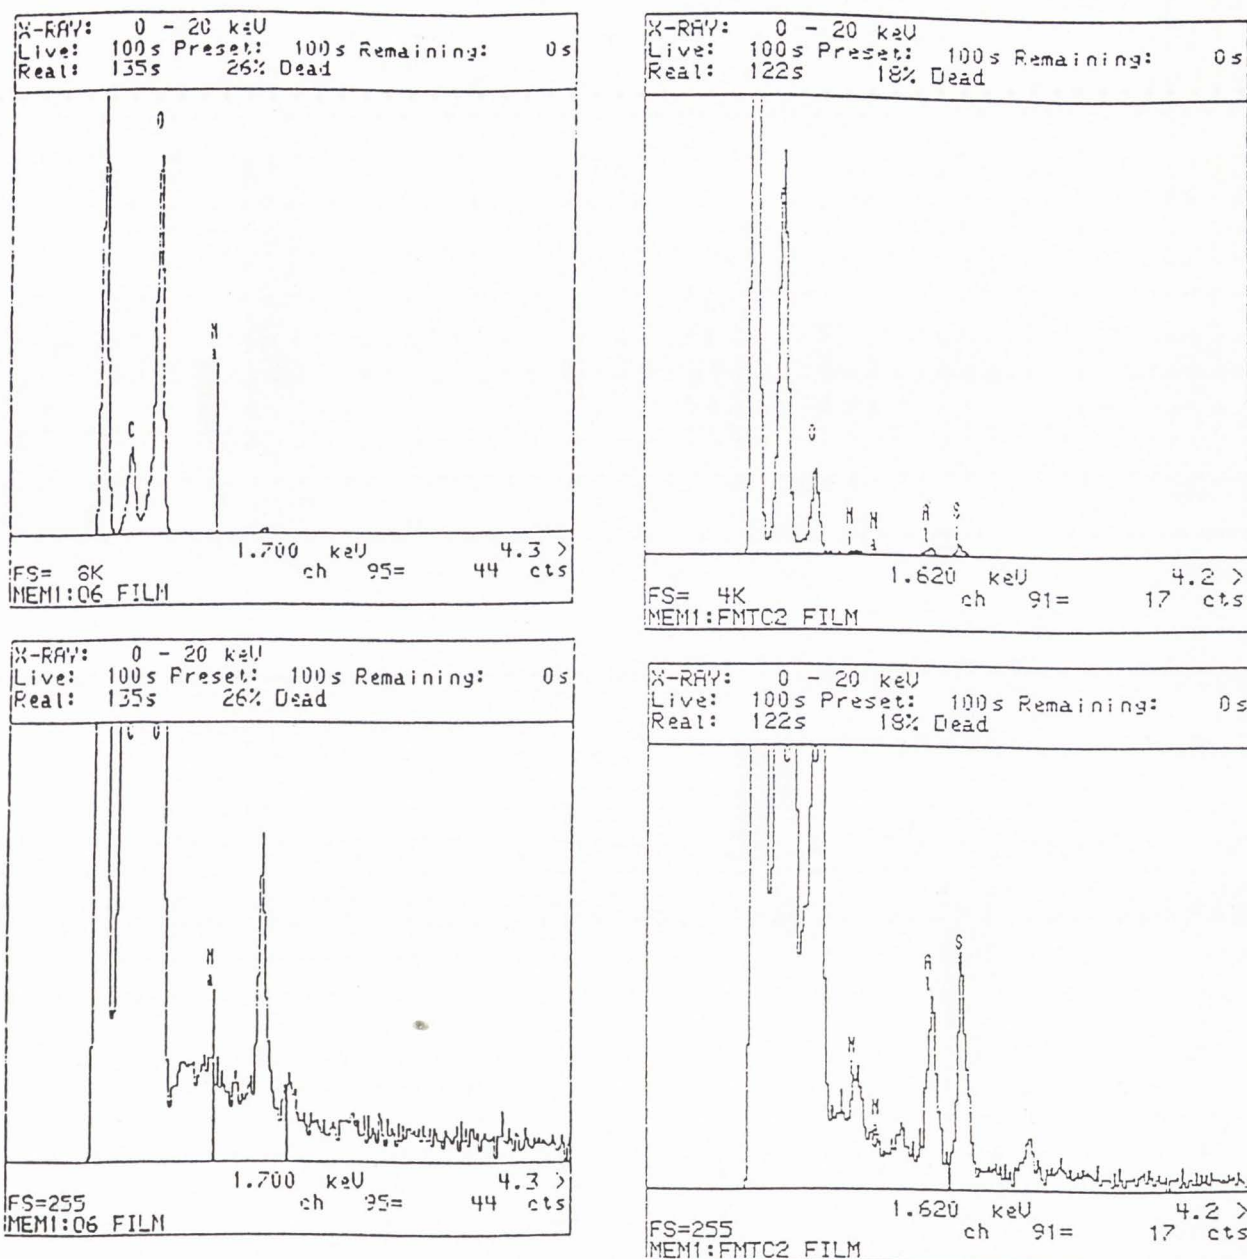 X-RAY: 0 - 20 keV
Live: 100s Preset: 100s Remaining: 0s
Real: 135s 26% Dead
O
N
a
C
1.700 keV 4.3 >
FS= 8K ch 95= 44 cts
MEM1:O6 FILM
X-RAY: 0 - 20 keV
Live: 100s Preset: 100s Remaining: 0s
Real: 122s 18% Dead
O
N
N
a
A
S
1.620 keV 4.2 >
FS= 4K ch 91= 17 cts
MEM1:FMTC2 FILM
X-RAY: 0 - 20 keV
Live: 100s Preset: 100s Remaining: 0s
Real: 135s 26% Dead
C O
N
a
1.700 keV 4.3 >
FS=255 ch 95= 44 cts
MEM1:O6 FILM
X-RAY: 0 - 20 keV
Live: 100s Preset: 100s Remaining: 0s
Real: 122s 18% Dead
C O
N
N
a
A
S
1.620 keV 4.2 >
FS=255 ch 91= 17 cts
MEM1:FMTC2 FILM